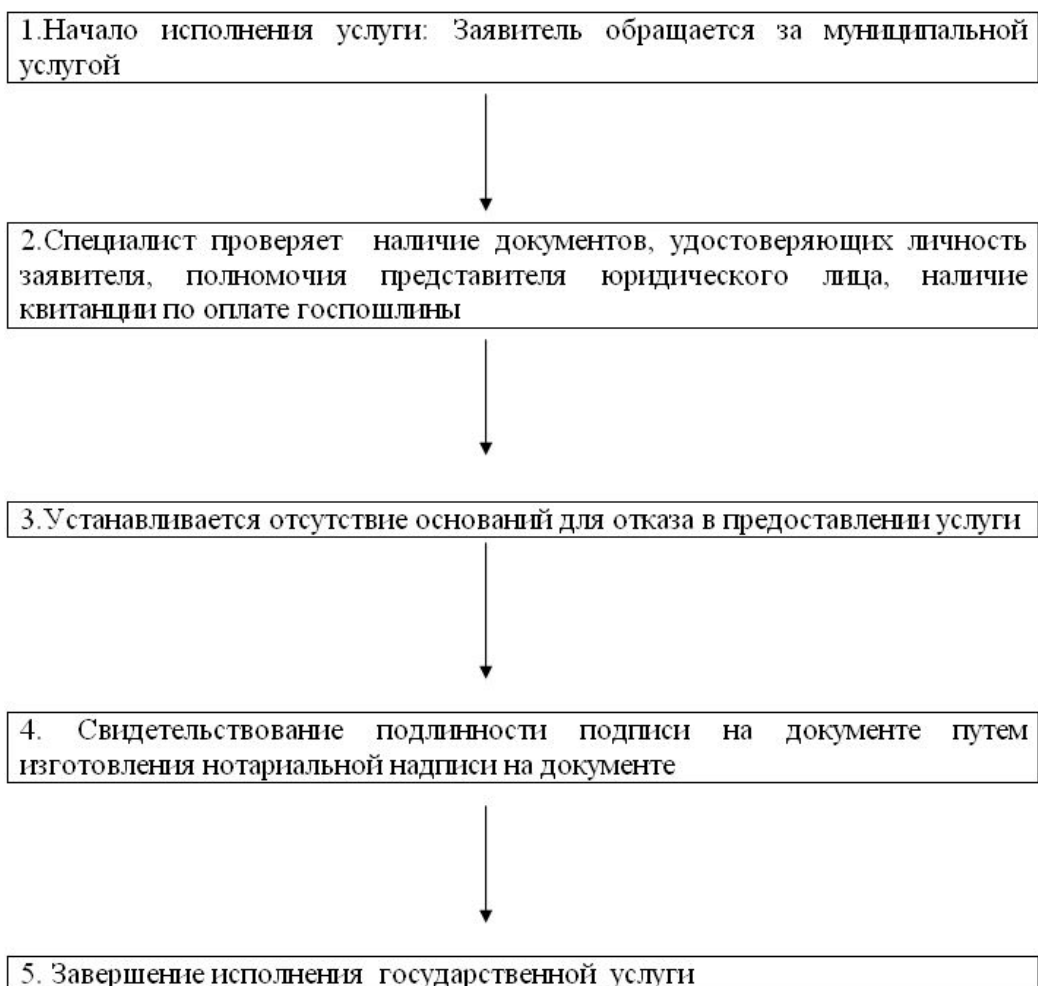 1.Начало исполнения услуги: Заявитель обращается за муниципальной
услугой
2.Специалист проверяет наличие документов, удостоверяющих личность
заявителя, полномочия представителя юридического лица, наличие
квитанции по оплате госпошлины
3.Устанавливается отсутствие оснований для отказа в предоставлении услуги
4. Свидетельствование подлинности подписи на документе путем
изготовления нотариальной надписи на документе
5. Завершение исполнения государственной услуги